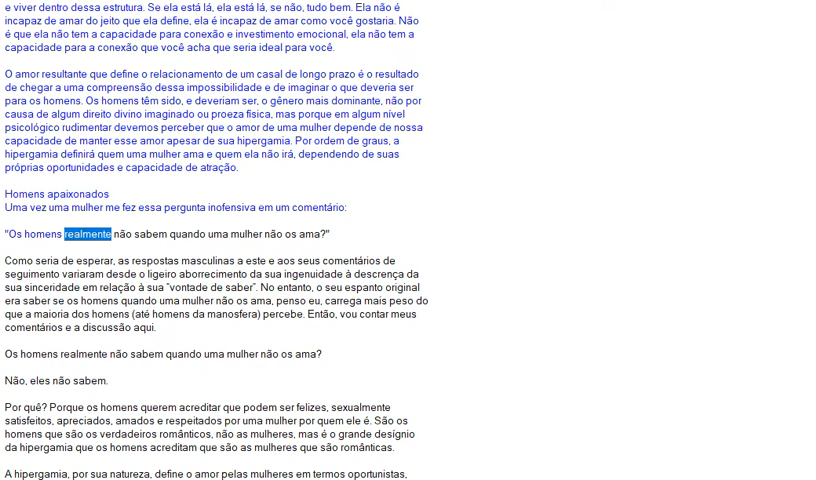 e viver dentro dessa estrutura. Se ela está lá, ela está lá, se não, tudo bem. Ela não é
incapaz de amar do jeito que ela define, ela é incapaz de amar como você gostaria. Não
é que ela não tem a capacidade para conexão e investimento emocional, ela não tem a
capacidade para a conexão que você acha que seria ideal para você.
O amor resultante que define o relacionamento de um casal de longo prazo é o resultado
de chegar a uma compreensão dessa impossibilidade e de imaginar o que deveria ser
para os homens. Os homens têm sido, e deveriam ser, o gênero mais dominante, não por
causa de algum direito divino imaginado ou proeza física, mas porque em algum nível
psicológico rudimentar devemos perceber que o amor de uma mulher depende de nossa
capacidade de manter esse amor apesar de sua hipergamia. Por ordem de graus, a
hipergamia definirá quem uma mulher ama e quem ela não irá, dependendo de suas
próprias oportunidades e capacidade de atração.
Homens apaixonados
Uma vez uma mulher me fez essa pergunta inofensiva em um comentário:
"Os homens realmente não sabem quando uma mulher não os ama?"
Como seria de esperar, as respostas masculinas a este e aos seus comentários de
seguimento variaram desde o ligeiro aborrecimento da sua ingenuidade à descrença da
sua sinceridade em relação à sua "vontade de saber". No entanto, o seu espanto original
era saber se os homens quando uma mulher não os ama, penso eu, carrega mais peso do
que a maioria dos homens (até homens da manosfera) percebe. Então, vou contar meus
comentários e a discussão aqui.
Os homens realmente não sabem quando uma mulher não os ama?
Não, eles não sabem.
Por quê? Porque os homens querem acreditar que podem ser felizes, sexualmente
satisfeitos, apreciados, amados e respeitados por uma mulher por quem ele é. São os
homens que são os verdadeiros românticos, não as mulheres, mas é o grande desígnio
da hipergamia que os homens acreditam que são as mulheres que são românticas.
A hipergamia, por sua natureza, define o amor pelas mulheres em termos oportunistas,